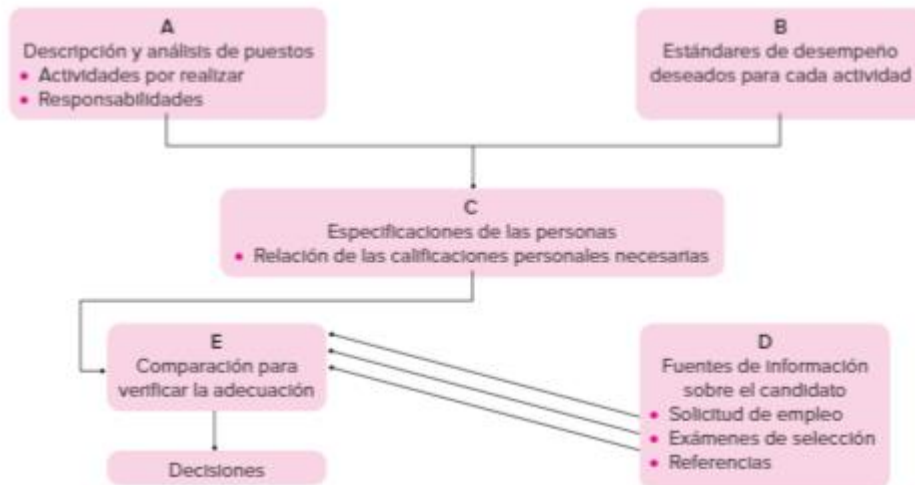 A
Descripción y análisis de puestos
• Actividades por realizar
• Responsabilidades
B
Estándares de desempeño
deseados para cada actividad
C
Especificaciones de las personas
• Relación de las calificaciones personales necesarias
E
Comparación para
verificar la adecuación
D
Fuentes de información
sobre el candidato
• Solicitud de empleo
• Exámenes de selección
• Referencias
Decisiones